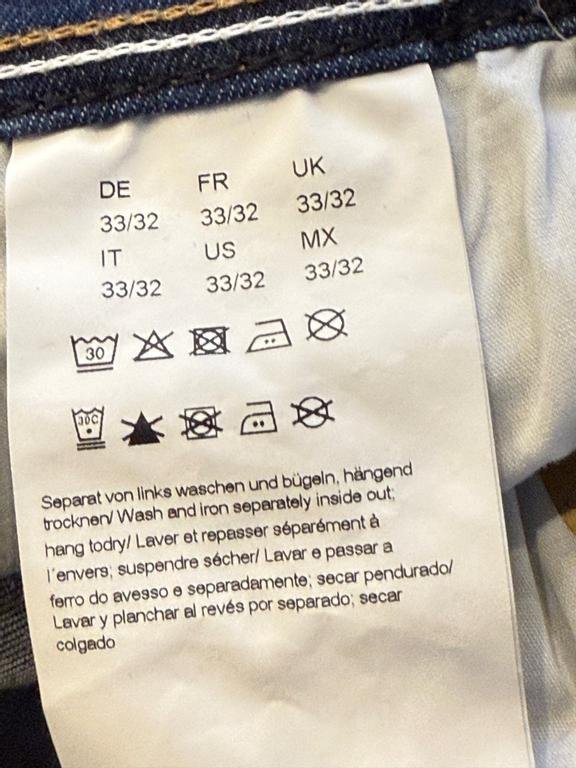 DE FR UK
33/32 33/32 33/32
IT US MX
33/32 33/32 33/32
30
30C
Separat von links waschen und bügeln, hängend
trocknen/ Wash and iron separately inside out;
hang todry/ Laver et repasser séparément à
l'envers; suspendre sécher/ Lavar e passar a
ferro do avesso e separadamente; secar pendurado/
Lavar y planchar al revés por separado; secar
colgado